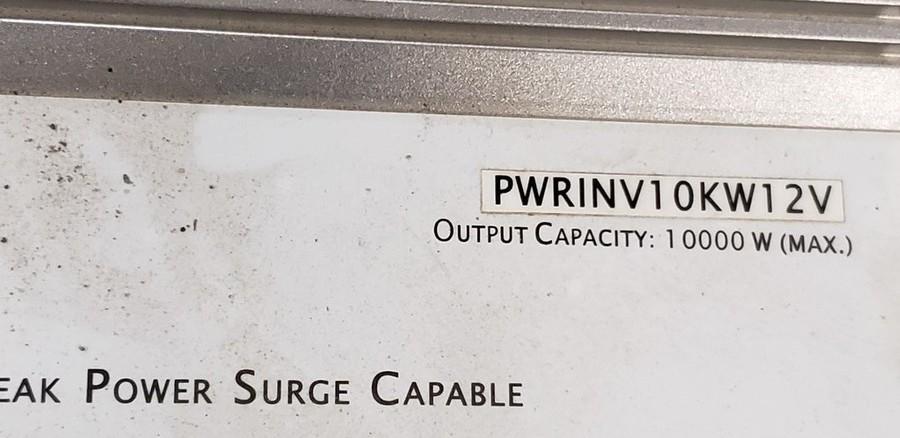 PWRINV10KW12V
OUTPUT CAPACITY: 10000 W (MAX.)
EAK POWER SURGE CAPABLE